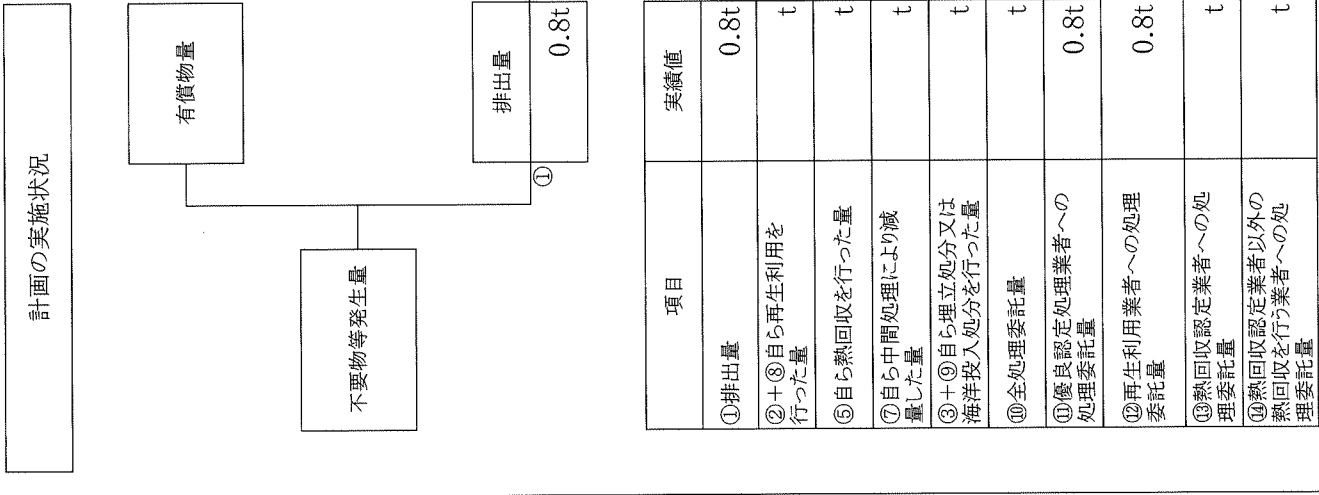 計画の実施状況
有償物量
不要物等発生量
排出量
①
0.8t
項目
実績値
①排出量
0.8t
②+⑧自ら再生利用を
行った量
t
⑤自ら熱回収を行った量
t
⑦自ら中間処理により減
量した量
t
③+⑨自ら埋立処分又は
海洋投入処分を行った量
t
⑩全処理委託量
t
⑪優良認定処理業者への
処理委託量
0.8t
⑫再生利用業者への処理
委託量
0.8t
⑬熱回収認定業者への処
理委託量
t
⑭熱回収認定業者以外の
熱回収を行う業者への処
理委託量
t